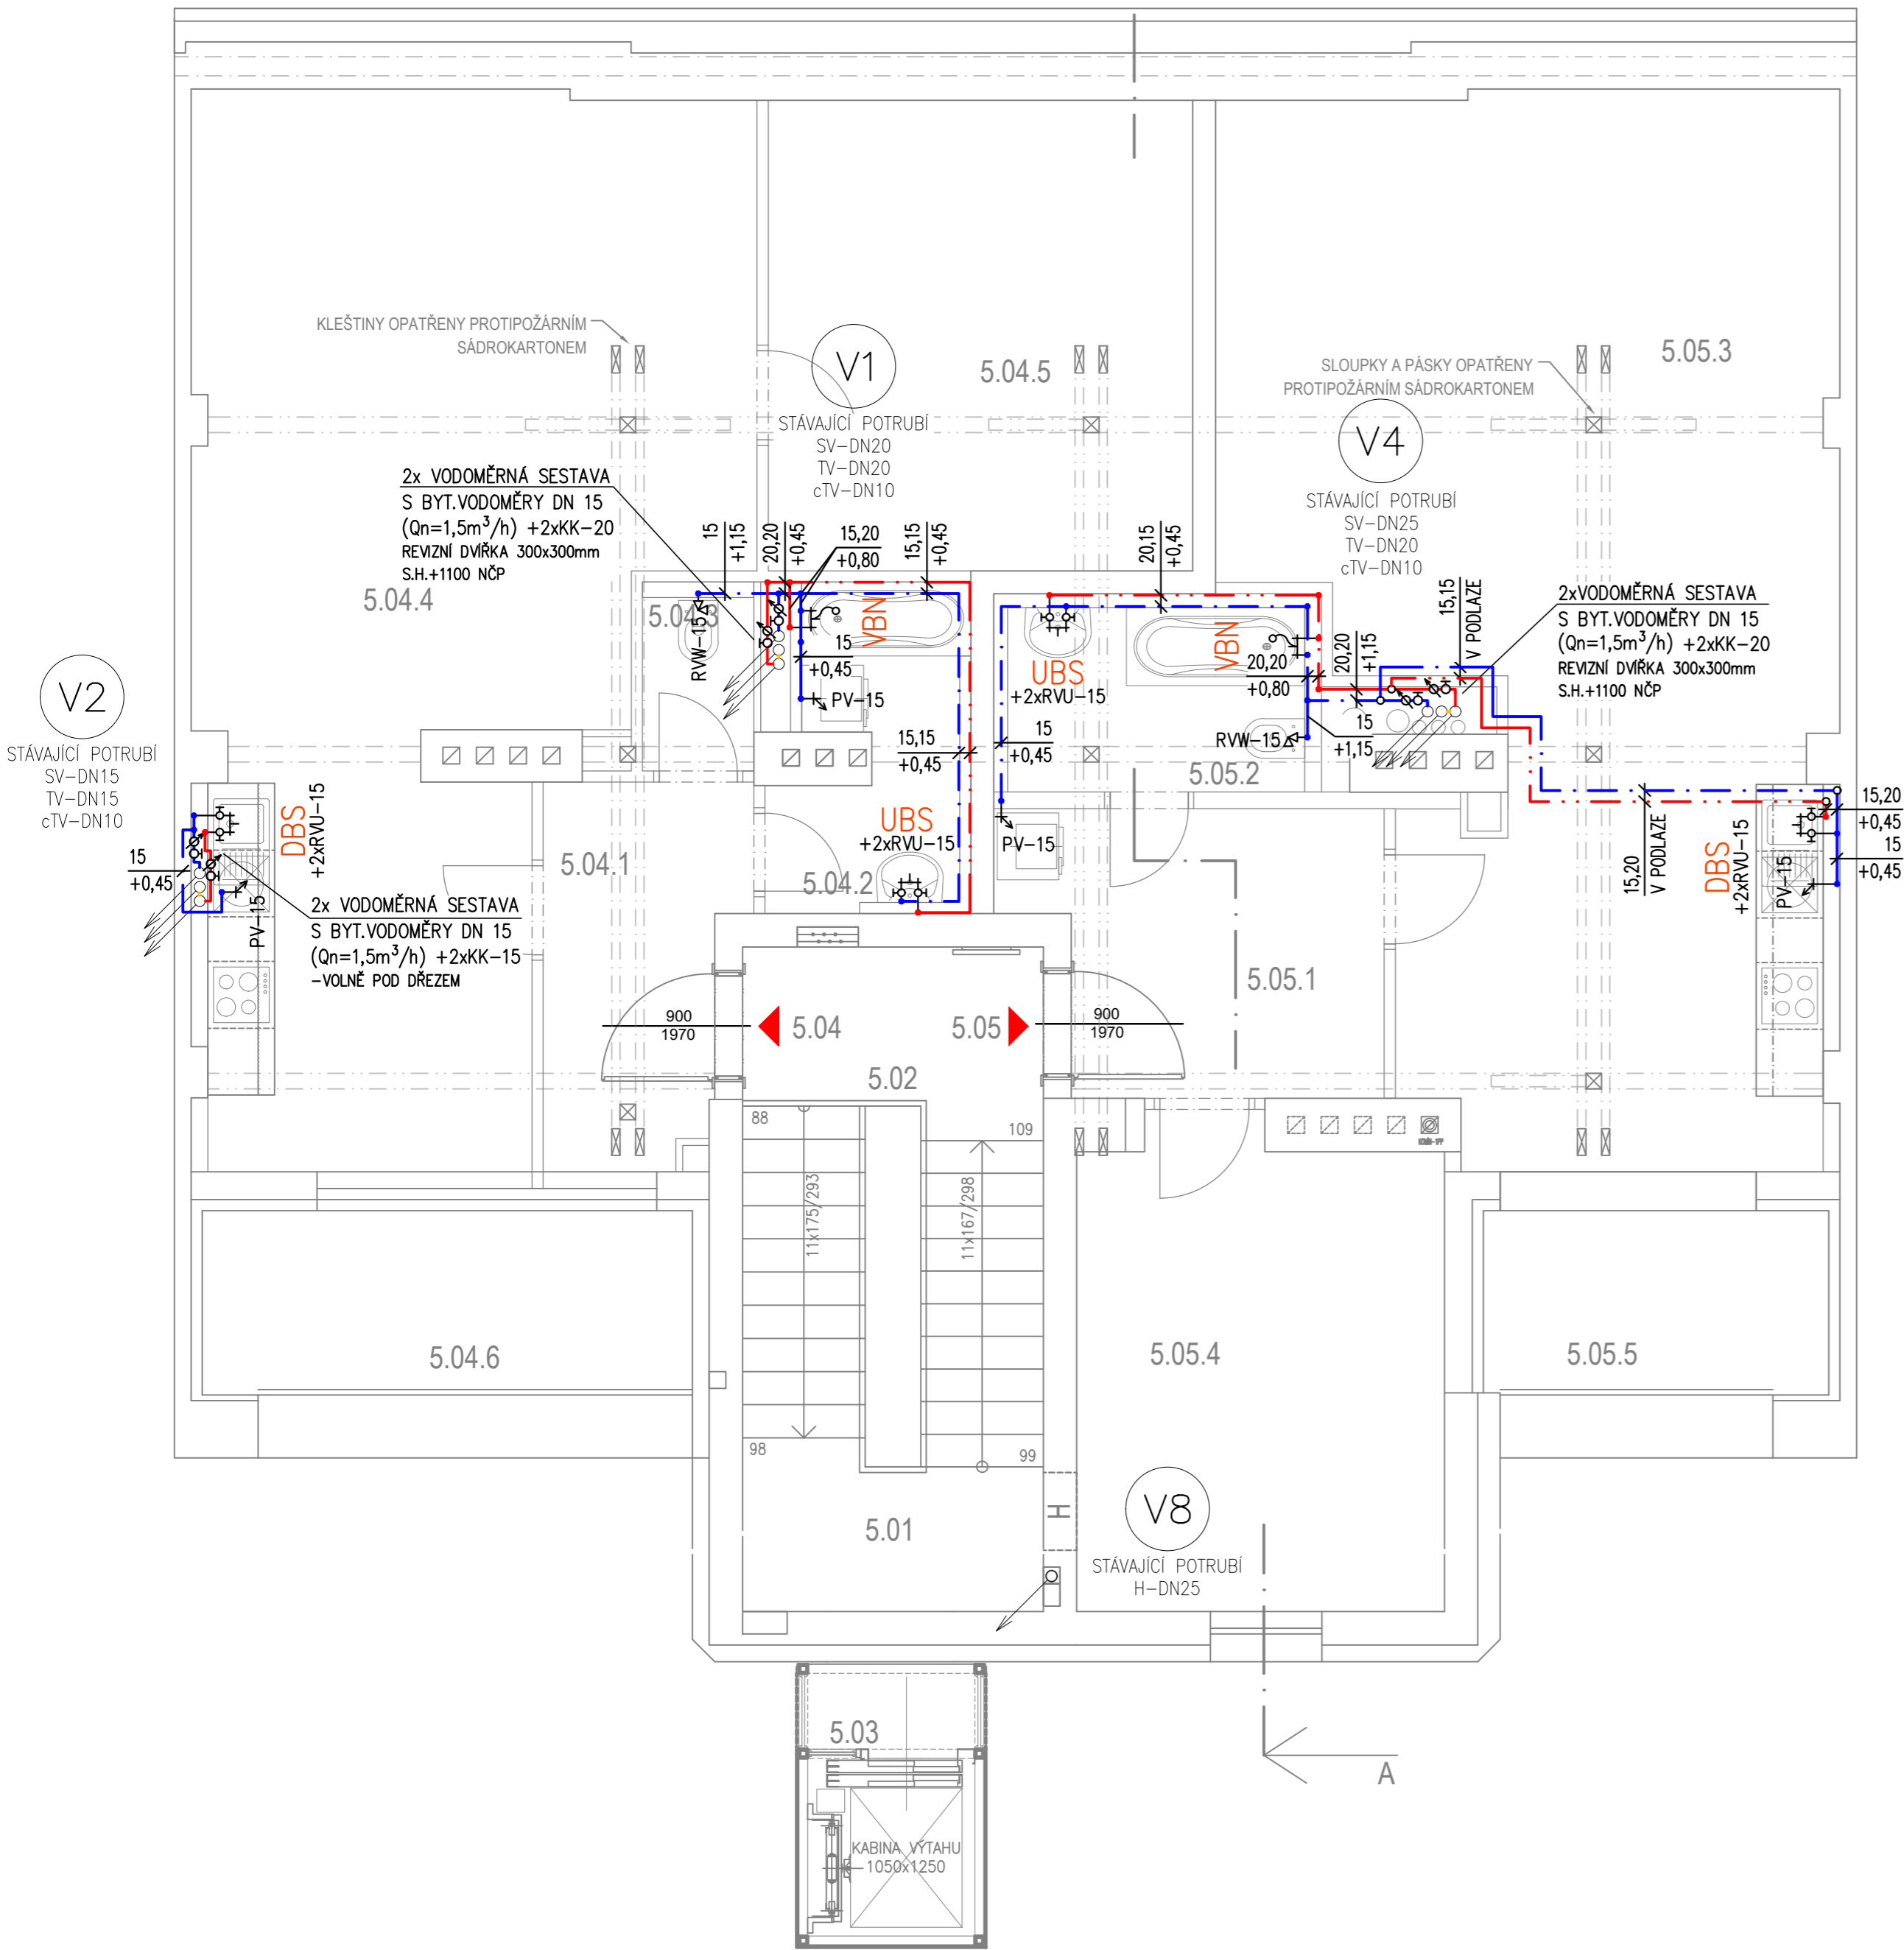 KLEŠTINY OPATŘENY PROTIPOŽÁRNÍM
SÁDROKARTONEM
V1
STÁVAJÍCÍ POTRUBÍ
SV-DN20
TV-DN20
cTV-DN10
5.04.5
SLOUPKY A PÁSKY OPATŘENY
PROTIPOŽÁRNÍM SÁDROKARTONEM
5.05.3
V4
STÁVAJÍCÍ POTRUBÍ
SV-DN25
TV-DN20
cTV-DN10
2x VODOMĚRNÁ SESTAVA
S BYT.VODOMĚRY DN 15
(Qn=1,5m³/h) +2xKK-20
REVIZNÍ DVÍŘKA 300x300mm
S.H.+1100 NČP
15
+1,15
20,20
+0,45
15,20
+0,80
15,15
+0,45
20,15
+0,45
15,15
V PODLAZE
2xVODOMĚRNÁ SESTAVA
S BYT.VODOMĚRY DN 15
(Qn=1,5m³/h) +2xKK-20
REVIZNÍ DVÍŘKA 300x300mm
S.H.+1100 NČP
5.04.4
5.04.3
RVW-15
VBN
15
+0,45
PV-15
UBS
+2xRVU-15
VBN
20,20
+0,80
20,20
+1,15
15
+1,15
RVW-15
V2
STÁVAJÍCÍ POTRUBÍ
SV-DN15
TV-DN15
cTV-DN10
15,15
+0,45
15
+0,45
5.05.2
15
+0,45
DBS
+2xRVU-15
PV-15
5.04.1
UBS
+2xRVU-15
5.04.2
PV-15
15,20
V PODLAZE
DBS
+2xRVU-15
PV-15
15,20
+0,45
15
+0,45
2x VODOMĚRNÁ SESTAVA
S BYT.VODOMĚRY DN 15
(Qn=1,5m³/h) +2xKK-15
-VOLNĚ POD DŘEZEM
5.05.1
900
1970
5.04
5.05
900
1970
5.02
88
109
11x175/293
11x167/298
98
99
5.04.6
5.05.4
5.05.5
5.01
H
V8
STÁVAJÍCÍ POTRUBÍ
H-DN25
5.03
A
KABINA VÝTAHU
1050x1250